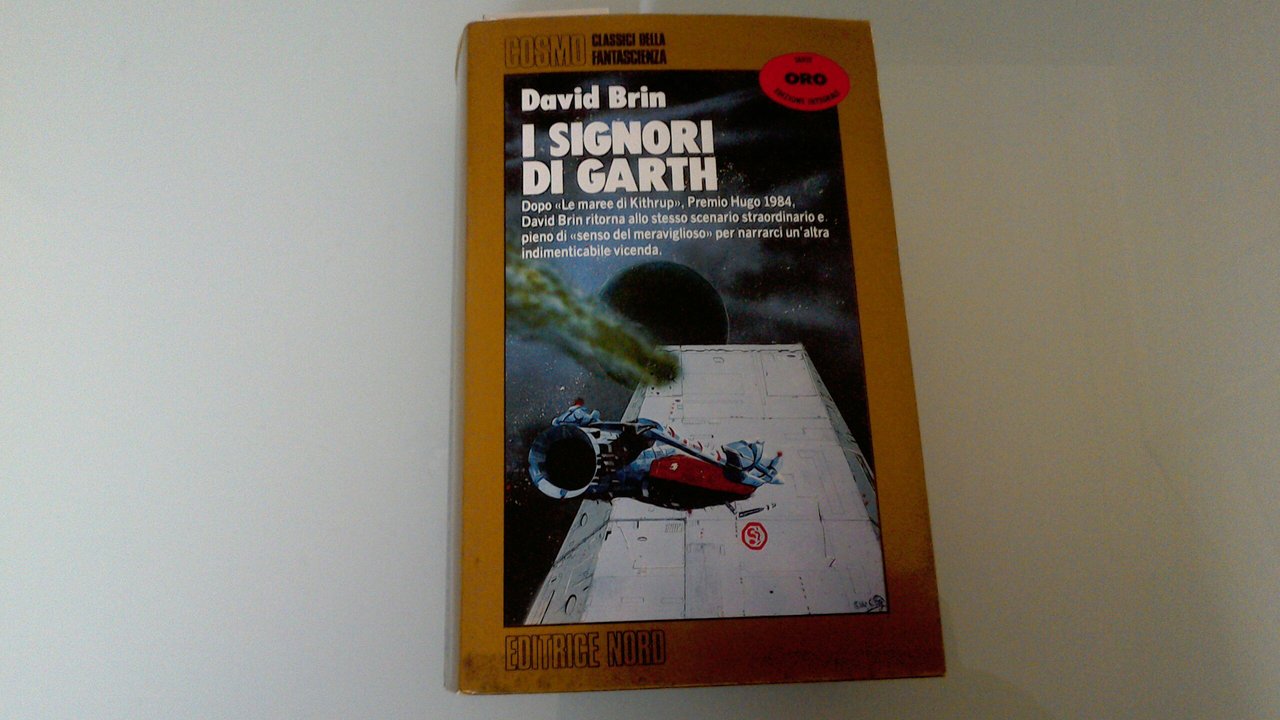 COSMO CLASSICI DELLA
FANTASCIENZA
ORO
David Brin
I SIGNORI
DI GARTH
Dopo «Le maree di Kithrup», Premio Hugo 1984,
David Brin ritorna allo stesso scenario straordinario e
pieno di «senso del meraviglioso» per narrarci un'altra
indimenticabile vicenda.
EDITRICE NORD